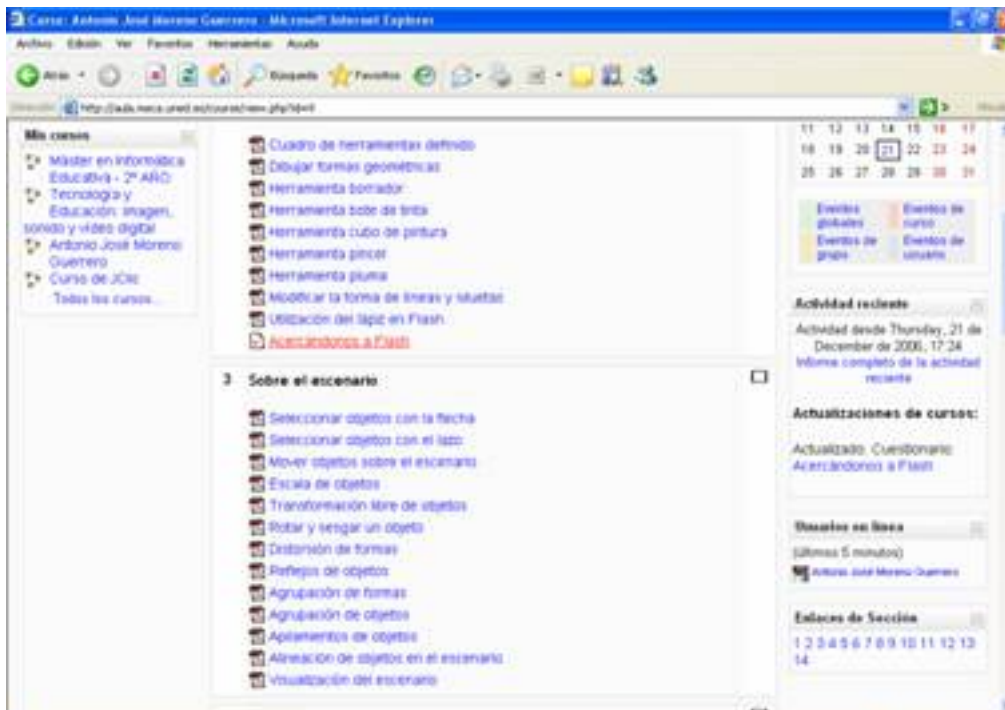 Curso: Antonio José Moreno Guerrero - Microsoft Internet Explorer
Archivo Edición Ver Favoritos Herramientas Ayuda
Atrás Búsqueda Favoritos
Mis cursos
Máster en Informática
Educativa - 2º AÑO
Tecnología y
Educación: imagen,
sonido y vídeo digital
Antonio José Moreno
Guerrero
Curso de JClic
Todos los cursos...
Cuadro de herramientas definido
Dibujar formas geométricas
Herramienta borrador
Herramienta bote de tinta
Herramienta cubo de pintura
Herramienta pincel
Herramienta pluma
Modificar la forma de líneas y siluetas
Utilización del lápiz en Flash
Acercándonos a Flash
3 Sobre el escenario
Seleccionar objetos con la flecha
Seleccionar objetos con el lazo
Mover objetos sobre el escenario
Escala de objetos
Transformación libre de objetos
Rotar y sesgar un objeto
Distorsión de formas
Reflejos de objetos
Agrupación de formas
Agrupación de objetos
Apilamientos de objetos
Alineación de objetos en el escenario
Visualización del escenario
11 12 13 14 15 16 17
18 19 20 21 22 23 24
25 26 27 28 29 30 31
Eventos globales
Eventos de curso
Eventos de grupo
Eventos de usuario
Actividad reciente
Actividad desde Thursday, 21 de
December de 2006, 17:24
Informe completo de la actividad
reciente
Actualizaciones de cursos:
Actualizado Cuestionario:
Acercándonos a Flash
Usuarios en línea
(últimos 5 minutos)
Antonio José Moreno Guerrero
Enlaces de Sección
1 2 3 4 5 6 7 8 9 10 11 12 13
14